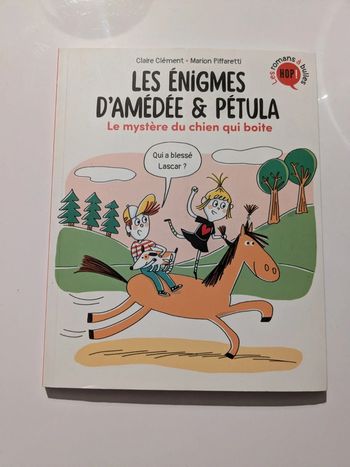 Claire Clément • Marion Piffaretti
Les romans à bulles
HOP!
LES ÉNIGMES
D'AMÉDÉE & PÉTULA
Le mystère du chien qui boite
Qui a blessé
Lascar ?